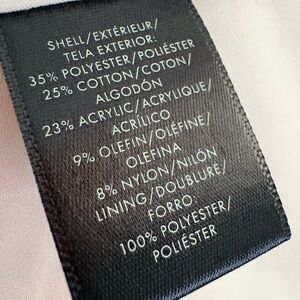 SHELL/EXTÉRIEUR/
TELA EXTERIOR:
35% POLYESTER/POLIÉSTER
25% COTTON/COTON/
ALGODÓN
23% ACRYLIC/ACRYLIQUE/
ACRÍLICO
9% OLEFIN/OLÉFINE/
OLEFINA
8% NYLON/NILÓN
LINING/DOUBLURE/
FORRO:
100% POLYESTER/
POLIÉSTER